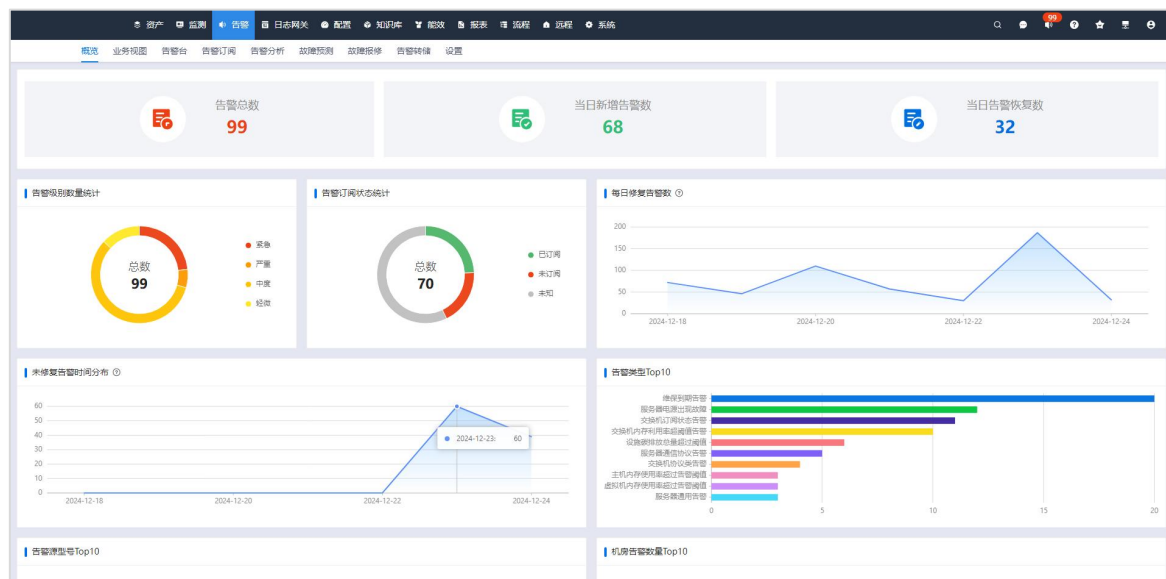 资产 监测 告警 日志网关 配置 知识库 能效 报表 流程 远程 系统 99
概览 业务视图 告警台 告警订阅 告警分析 故障预测 故障报修 告警转储 设置
告警总数
99
当日新增告警数
68
当日告警恢复数
32
告警级别数量统计
总数
99
紧急
严重
中度
轻微
告警订阅状态统计
总数
70
已订阅
未订阅
未知
每日修复告警数
200
150
100
50
0
2024-12-18 2024-12-20 2024-12-22 2024-12-24
未修复告警时间分布
60
50
40
30
20
10
0
2024-12-23: 60
2024-12-18 2024-12-20 2024-12-22 2024-12-24
告警类型Top10
维保到期告警
服务器电源出现故障
交换机订阅状态告警
交换机内存利用率超阈值告警
设施碳排放总量超过阈值
服务器通信协议告警
交换机协议类告警
主机内存使用率超过告警阈值
虚拟机内存使用率超过告警阈值
服务器通用告警
0 5 10 15 20
告警源型号Top10
机房告警数量Top10